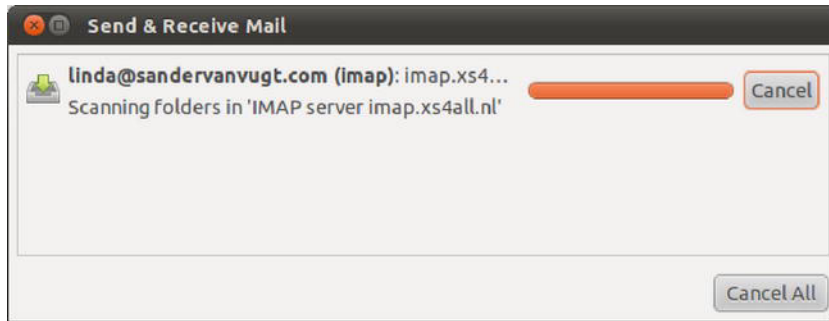 Send & Receive Mail
linda@sandervanvugt.com (imap): imap.xs4...
Scanning folders in 'IMAP server imap.xs4all.nl'
Cancel
Cancel All